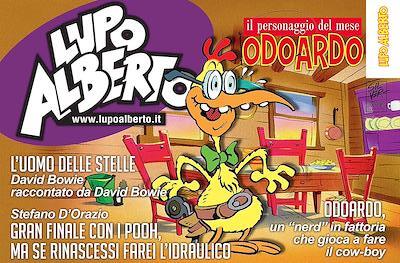 LUPO
ALBERTO
www.lupoalberto.it
il personaggio del mese
ODOARDO
LUPO ALBERTO
L'UOMO DELLE STELLE
David Bowie
raccontato da David Bowie
Stefano D'Orazio
GRAN FINALE CON I POOH,
MA SE RINASCESSI FAREI L'IDRAULICO
ODOARDO,
un "nerd" in fattoria
che gioca a fare
il cow-boy